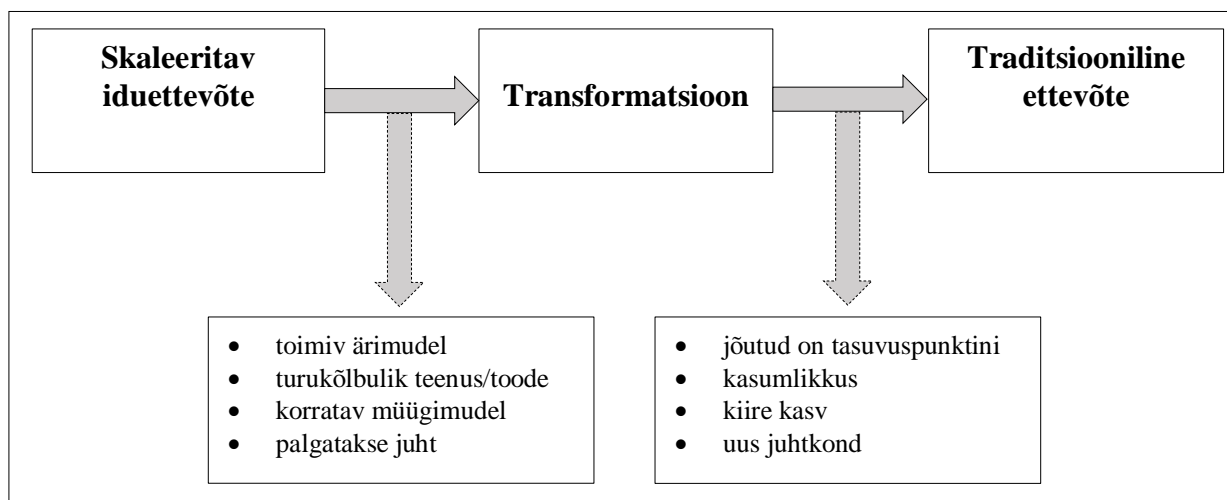 Skaleeritav
iduettevõte
Transformatsioon
Traditsiooniline
ettevõte
• toimiv ärimudel
• turukõlbulik teenus/toode
• korratav müügimudel
• palgatakse juht
• jõutud on tasuvuspunktini
• kasumlikkus
• kiire kasv
• uus juhtkond